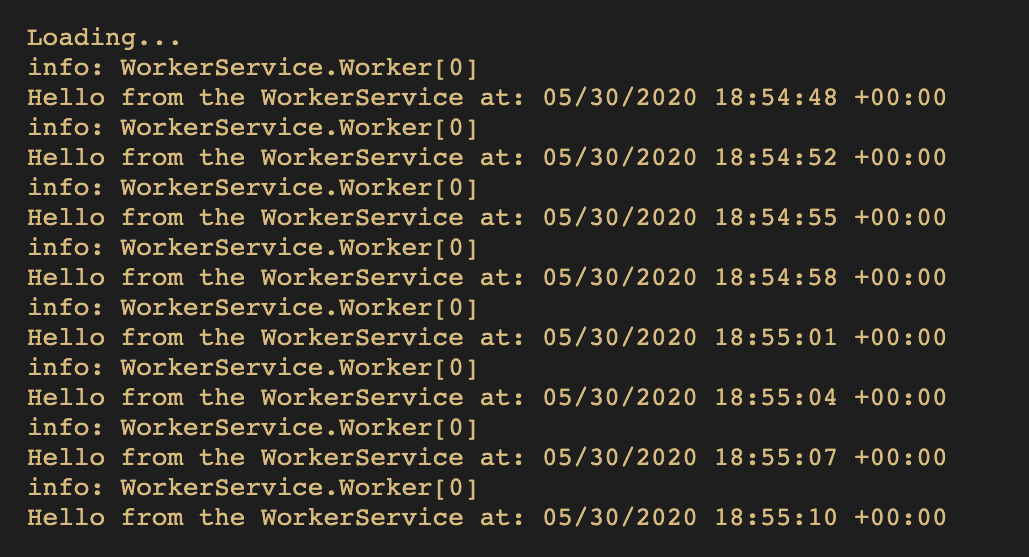 Loading...
info: WorkerService.Worker[0]
Hello from the WorkerService at: 05/30/2020 18:54:48 +00:00
info: WorkerService.Worker[0]
Hello from the WorkerService at: 05/30/2020 18:54:52 +00:00
info: WorkerService.Worker[0]
Hello from the WorkerService at: 05/30/2020 18:54:55 +00:00
info: WorkerService.Worker[0]
Hello from the WorkerService at: 05/30/2020 18:54:58 +00:00
info: WorkerService.Worker[0]
Hello from the WorkerService at: 05/30/2020 18:55:01 +00:00
info: WorkerService.Worker[0]
Hello from the WorkerService at: 05/30/2020 18:55:04 +00:00
info: WorkerService.Worker[0]
Hello from the WorkerService at: 05/30/2020 18:55:07 +00:00
info: WorkerService.Worker[0]
Hello from the WorkerService at: 05/30/2020 18:55:10 +00:00